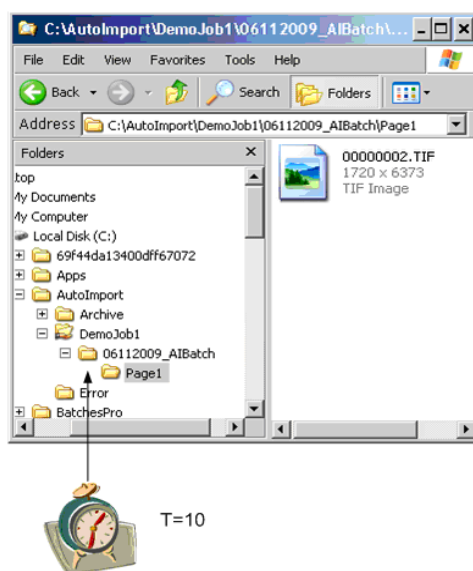 C:\AutoImport\DemoJob1\06112009_AIBatch\...
File Edit View Favorites Tools Help
Back Search Folders
Address C:\AutoImport\DemoJob1\06112009_AIBatch\Page1
Folders
top
My Documents
My Computer
Local Disk (C:)
69f44da13400dff67072
Apps
AutoImport
Archive
DemoJob1
06112009_AIBatch
Page1
Error
BatchesPro
00000002.TIF
1720 x 6373
TIF Image
T=10